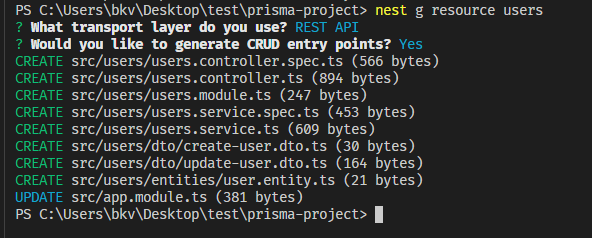 PS C:\Users\bkv\Desktop\test\prisma-project> nest g resource users
? What transport layer do you use? REST API
? Would you like to generate CRUD entry points? Yes
CREATE src/users/users.controller.spec.ts (566 bytes)
CREATE src/users/users.controller.ts (894 bytes)
CREATE src/users/users.module.ts (247 bytes)
CREATE src/users/users.service.spec.ts (453 bytes)
CREATE src/users/users.service.ts (609 bytes)
CREATE src/users/dto/create-user.dto.ts (30 bytes)
CREATE src/users/dto/update-user.dto.ts (164 bytes)
CREATE src/users/entities/user.entity.ts (21 bytes)
UPDATE src/app.module.ts (381 bytes)
PS C:\Users\bkv\Desktop\test\prisma-project>